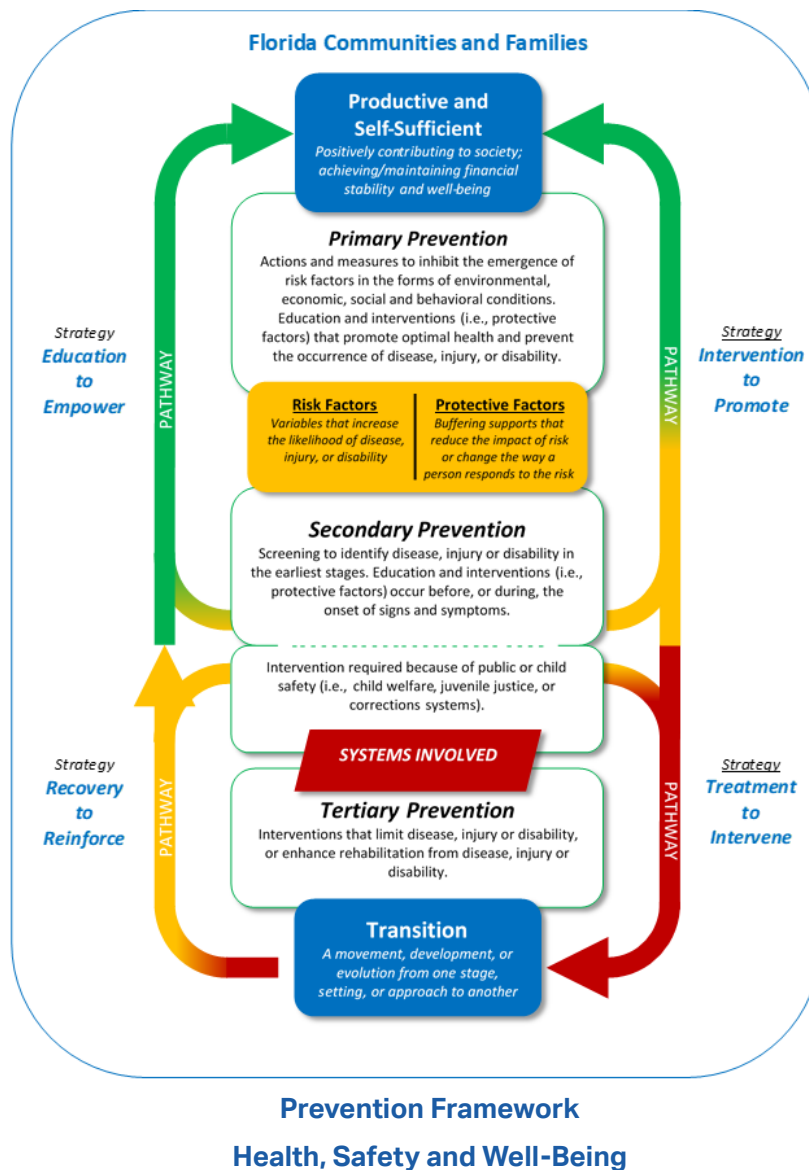 Florida Communities and Families
Productive and
Self-Sufficient
Positively contributing to society;
achieving/maintaining financial
stability and well-being
Primary Prevention
Actions and measures to inhibit the emergence of
risk factors in the forms of environmental,
economic, social and behavioral conditions.
Education and interventions (i.e., protective
factors) that promote optimal health and prevent
the occurrence of disease, injury, or disability.
Strategy
Education
to
Empower
PATHWAY
PATHWAY
Strategy
Intervention
to
Promote
Risk Factors
Variables that increase
the likelihood of disease,
injury, or disability
Protective Factors
Buffering supports that
reduce the impact of risk
or change the way a
person responds to the risk
Secondary Prevention
Screening to identify disease, injury or disability in
the earliest stages. Education and interventions (i.e.,
protective factors) occur before, or during, the
onset of signs and symptoms.
Intervention required because of public or child
safety (i.e., child welfare, juvenile justice, or
corrections systems).
SYSTEMS INVOLVED
Strategy
Recovery
to
Reinforce
PATHWAY
PATHWAY
Strategy
Treatment
to
Intervene
Tertiary Prevention
Interventions that limit disease, injury or disability,
or enhance rehabilitation from disease, injury or
disability.
Transition
A movement, development, or
evolution from one stage,
setting, or approach to another
Prevention Framework
Health, Safety and Well-Being